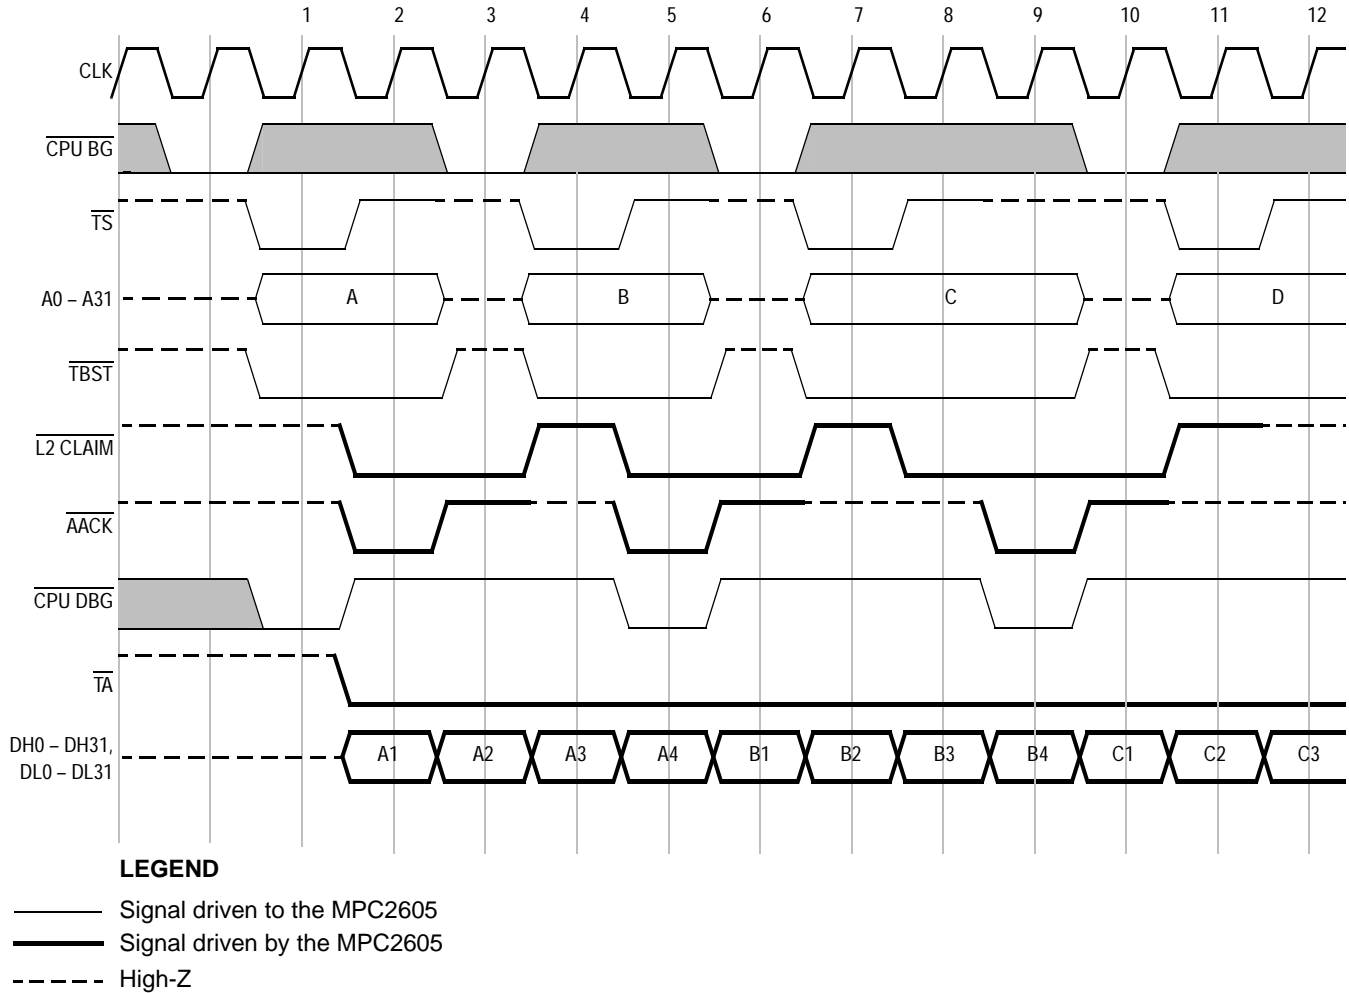 1 2 3 4 5 6 7 8 9 10 11 12
CLK
CPU BG
TS
A0 – A31 A B C D
TBST
L2 CLAIM
AACK
CPU DBG
TA
DH0 – DH31,
DL0 – DL31
A1 A2 A3 A4 B1 B2 B3 B4 C1 C2 C3
LEGEND
Signal driven to the MPC2605
Signal driven by the MPC2605
High-Z